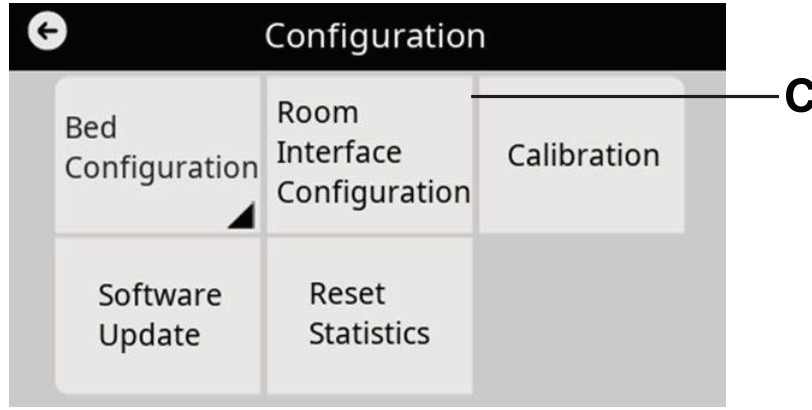 Configuration
Bed
Configuration
Room
Interface
Configuration
Calibration
C
Software
Update
Reset
Statistics